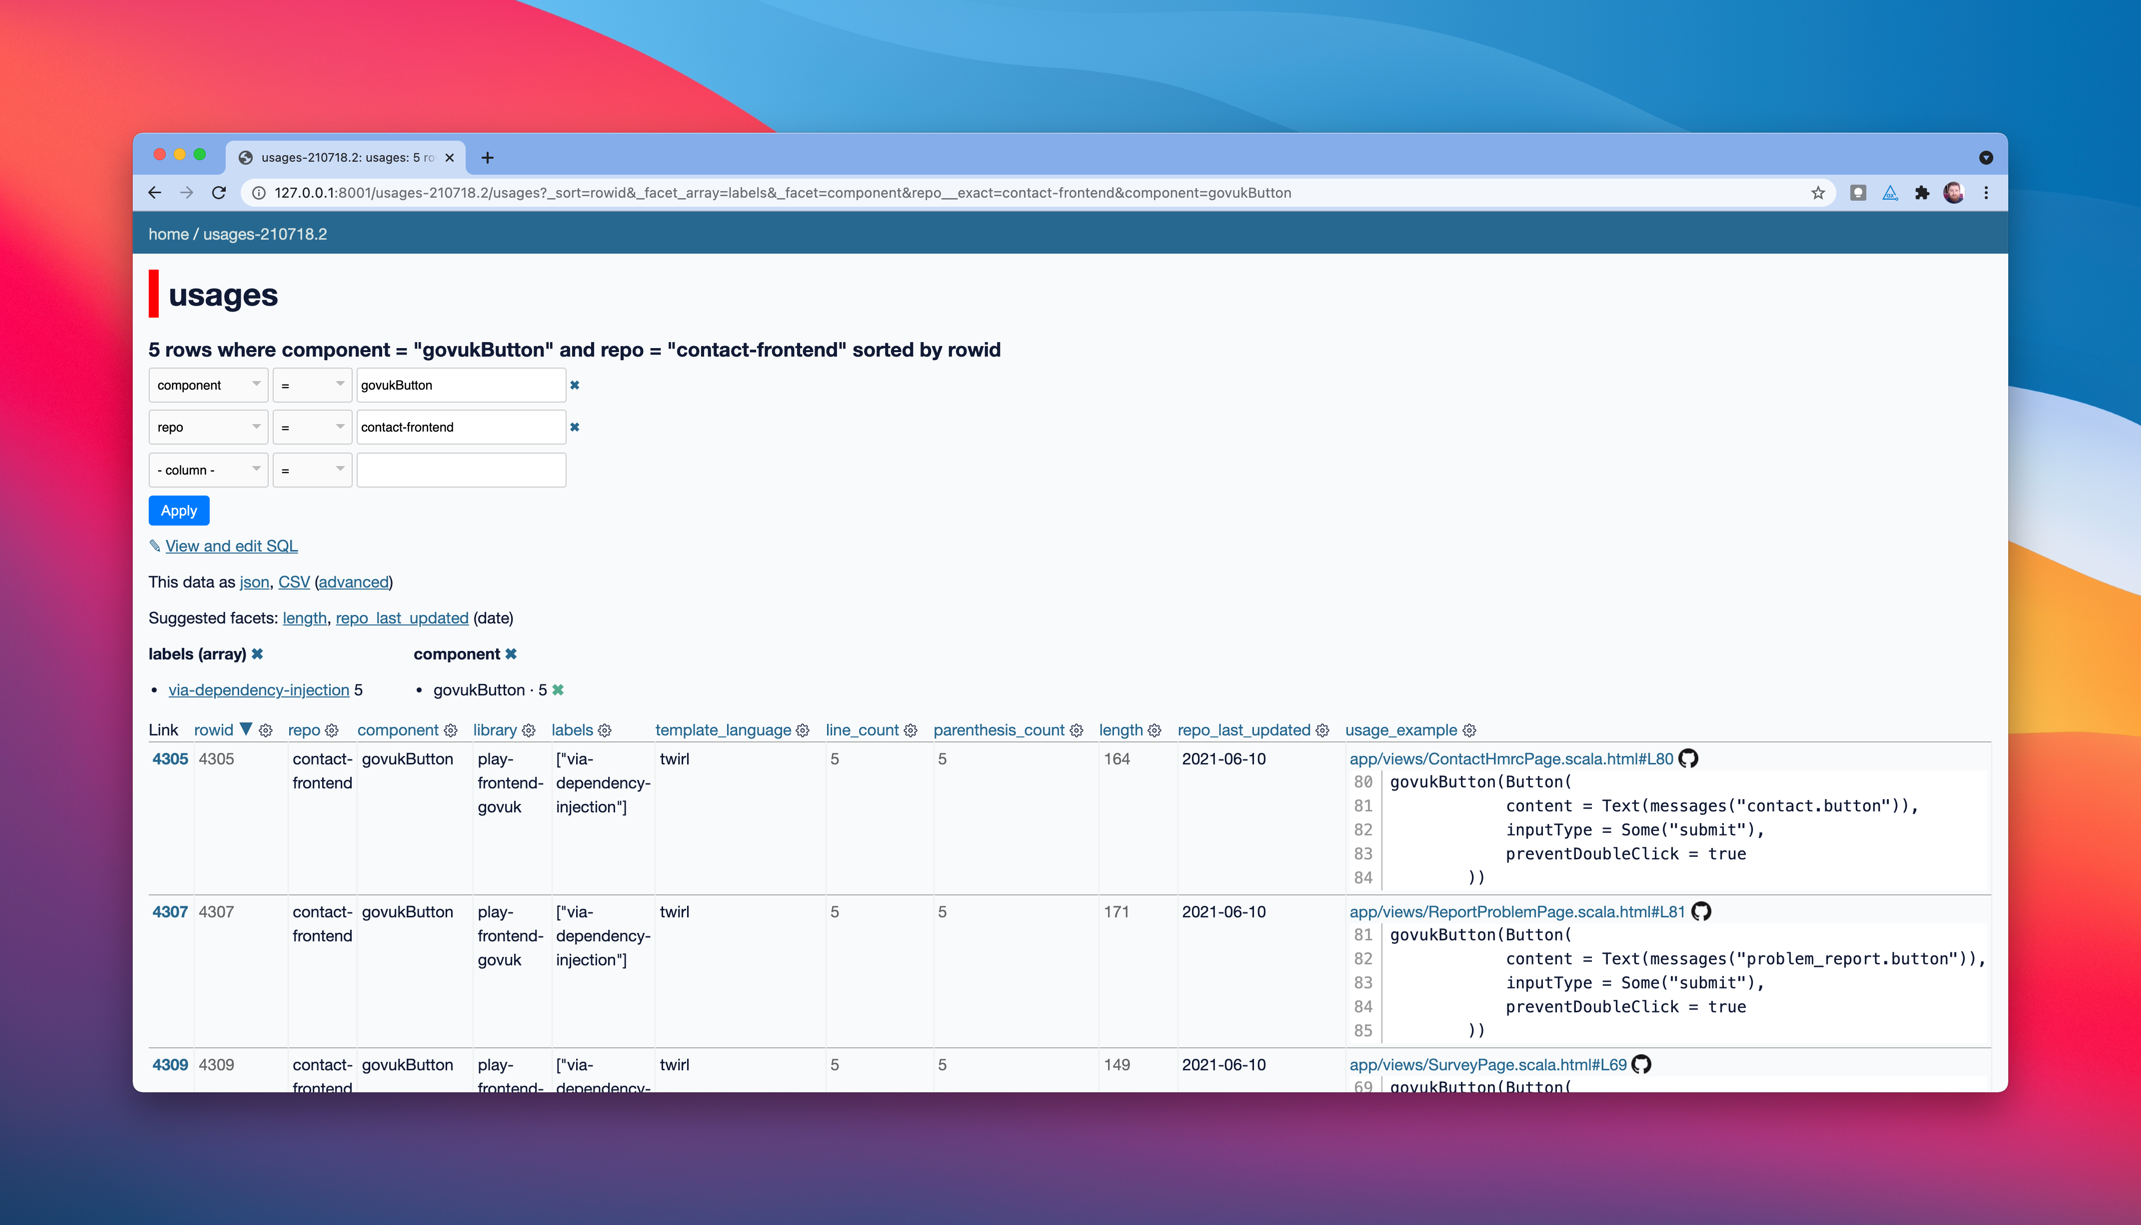 usages-210718.2: usages: 5 ro
127.0.0.1:8001/usages-210718.2/usages?_sort=rowid&_facet_array=labels&_facet=component&repo__exact=contact-frontend&component=govukButton
home / usages-210718.2
usages
5 rows where component = "govukButton" and repo = "contact-frontend" sorted by rowid
component = govukButton ✖
repo = contact-frontend ✖
- column - =
Apply
✎ View and edit SQL
This data as json, CSV (advanced)
Suggested facets: length, repo_last_updated (date)
labels (array) ✖
• via-dependency-injection 5
component ✖
• govukButton · 5 ✖
Link rowid ▼ repo component library labels template_language line_count parenthesis_count length repo_last_updated usage_example
4305 4305 contact- govukButton play- ["via- twirl 5 5 164 2021-06-10 app/views/ContactHmrcPage.scala.html#L80
frontend frontend- dependency- 80 govukButton(Button(
govuk injection"] 81 content = Text(messages("contact.button")),
82 inputType = Some("submit"),
83 preventDoubleClick = true
84 ))
4307 4307 contact- govukButton play- ["via- twirl 5 5 171 2021-06-10 app/views/ReportProblemPage.scala.html#L81
frontend frontend- dependency- 81 govukButton(Button(
govuk injection"] 82 content = Text(messages("problem_report.button")),
83 inputType = Some("submit"),
84 preventDoubleClick = true
85 ))
4309 4309 contact- govukButton play- ["via- twirl 5 5 149 2021-06-10 app/views/SurveyPage.scala.html#L69
frontend frontend- dependency- 69 govukButton(Button(